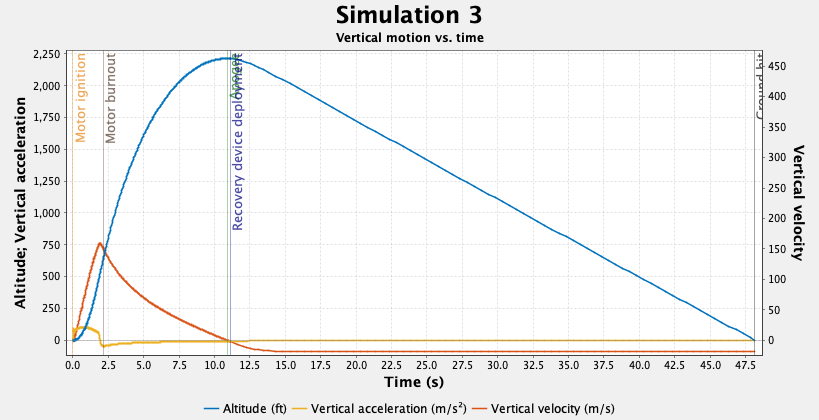 Simulation 3
Vertical motion vs. time
Altitude; Vertical acceleration
2,250
2,000
1,750
1,500
1,250
1,000
750
500
250
0
Motor ignition
Motor burnout
Apogee
Recovery device deployment
Ground hit
450
400
350
300
250
200
150
100
50
0
Vertical velocity
0.0 2.5 5.0 7.5 10.0 12.5 15.0 17.5 20.0 22.5 25.0 27.5 30.0 32.5 35.0 37.5 40.0 42.5 45.0 47.5
Time (s)
Altitude (ft) Vertical acceleration (m/s²) Vertical velocity (m/s)